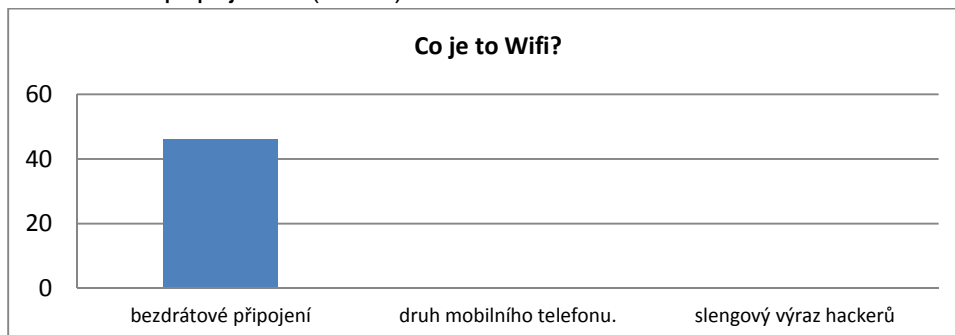 Co je to Wifi?
60
40
20
0
bezdrátové připojení druh mobilního telefonu. slengový výraz hackerů